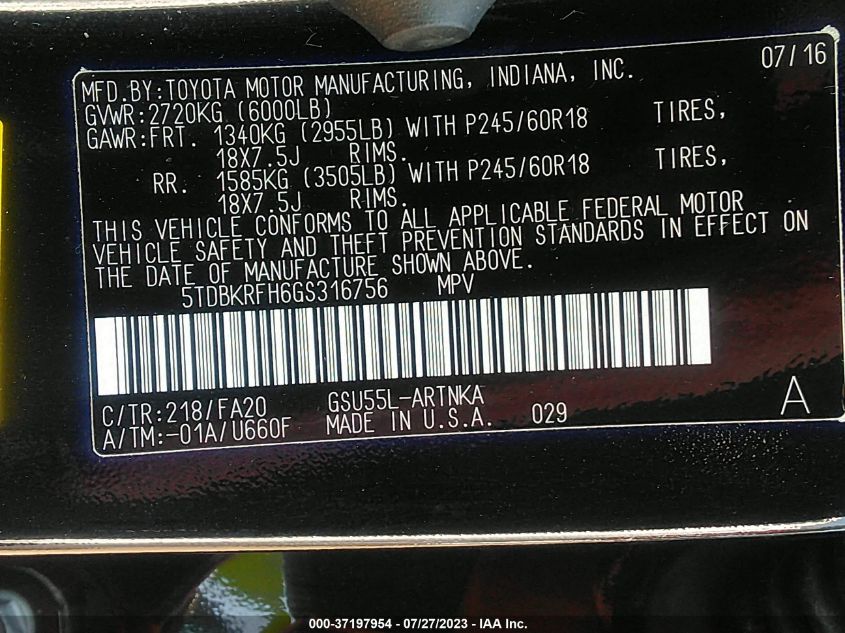 07/16
MFD.BY:TOYOTA MOTOR MANUFACTURING, INDIANA, INC.
GVWR:2720KG (6000LB)
GAWR:FRT. 1340KG (2955LB) WITH P245/60R18 TIRES,
18X7.5J RIMS.
RR. 1585KG (3505LB) WITH P245/60R18 TIRES,
18X7.5J RIMS.
THIS VEHICLE CONFORMS TO ALL APPLICABLE FEDERAL MOTOR
VEHICLE SAFETY AND THEFT PREVENTION STANDARDS IN EFFECT ON
THE DATE OF MANUFACTURE SHOWN ABOVE.
5TDBKRFH6GS316756 MPV
C/TR:218/FA20 GSU55L-ARTNKA
A/TM:-01A/U660F MADE IN U.S.A. 029 A
000-37197954 - 07/27/2023 - IAA Inc.